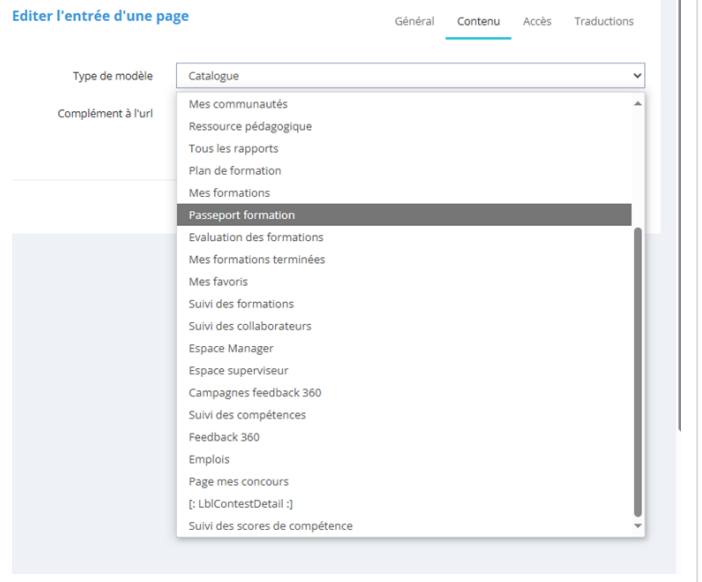 Editer l'entrée d'une page
Général Contenu Accès Traductions
Type de modèle Catalogue
Complément à l'url
Mes communautés
Ressource pédagogique
Tous les rapports
Plan de formation
Mes formations
Passeport formation
Evaluation des formations
Mes formations terminées
Mes favoris
Suivi des formations
Suivi des collaborateurs
Espace Manager
Espace superviseur
Campagnes feedback 360
Suivi des compétences
Feedback 360
Emplois
Page mes concours
[: LblContestDetail :]
Suivi des scores de compétence